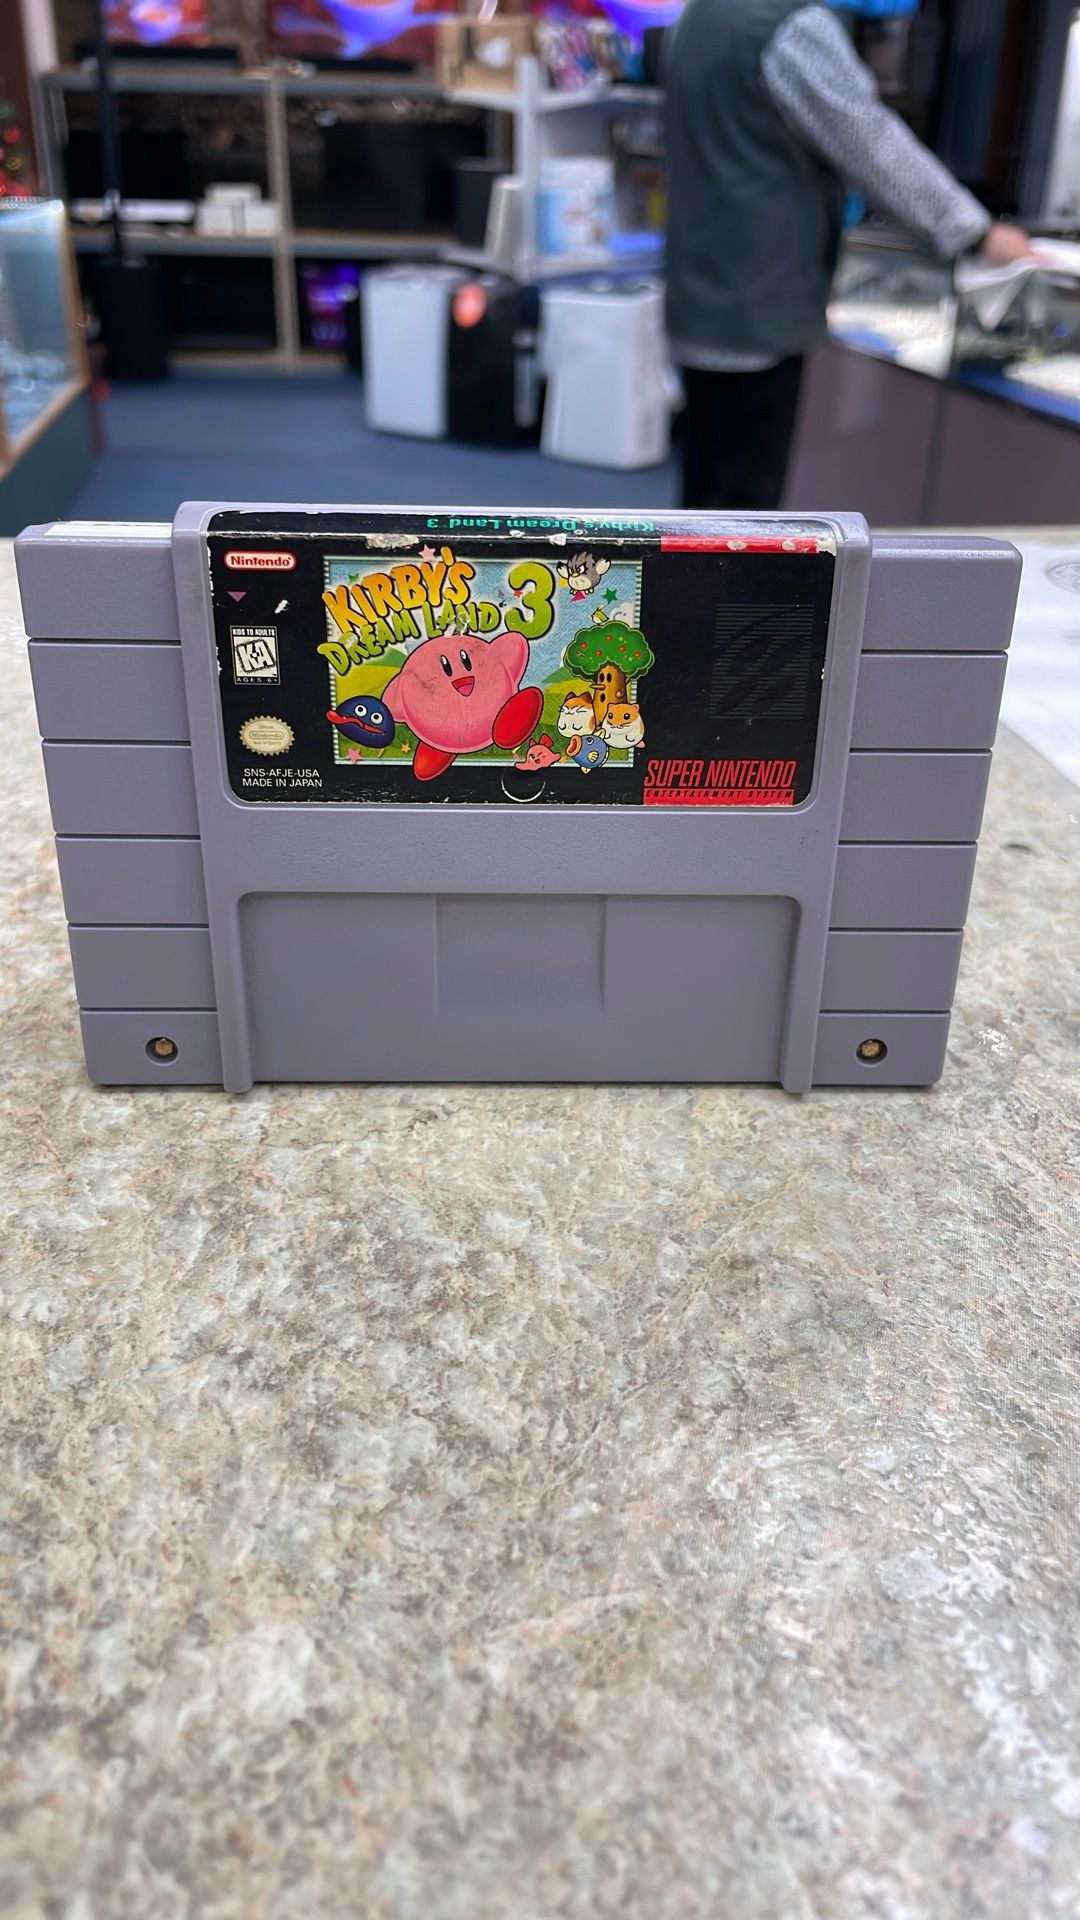 Kirby's Dream Land 3
Nintendo
KIRBY'S
DREAM LAND 3
KIDS TO ADULTS
K-A
AGES 6+
Nintendo
SNS-AFJE-USA
MADE IN JAPAN
SUPER NINTENDO
ENTERTAINMENT SYSTEM